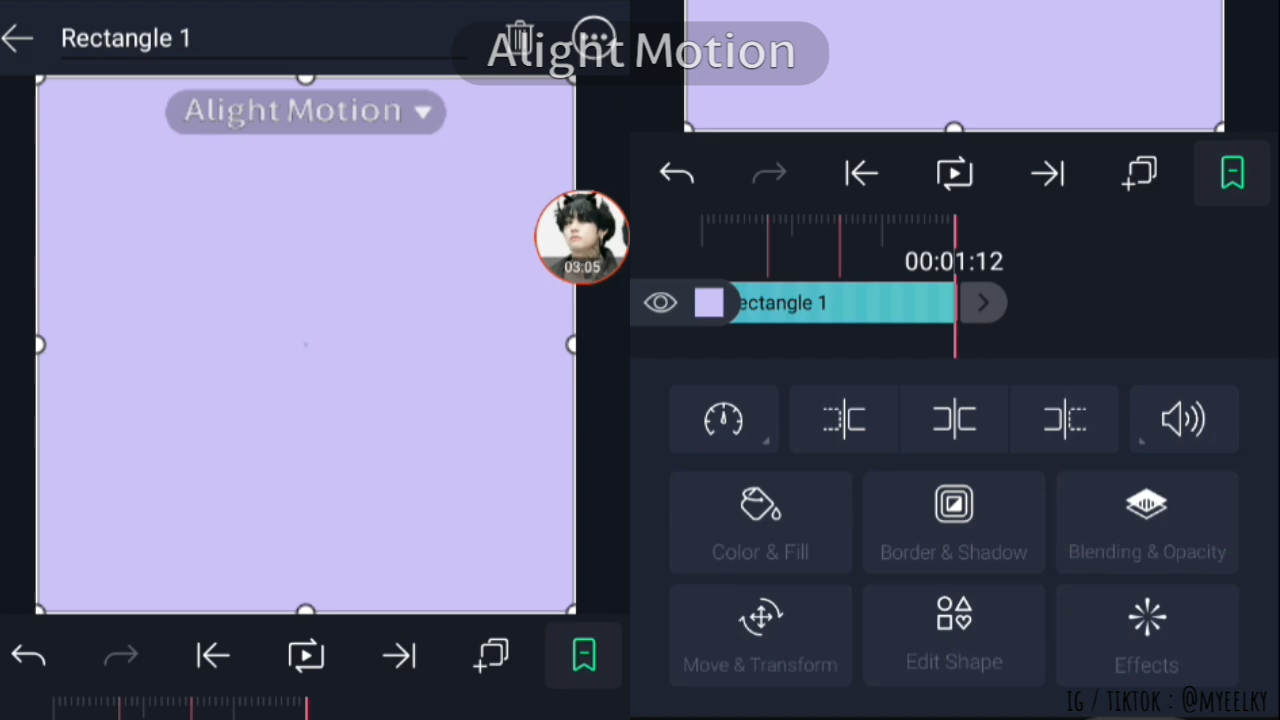 Rectangle 1
Alight Motion
Alight Motion
03:05
00:01:12
ectangle 1
Color & Fill
Border & Shadow
Blending & Opacity
Move & Transform
Edit Shape
Effects
IG / TIKTOK : @MYEELKY